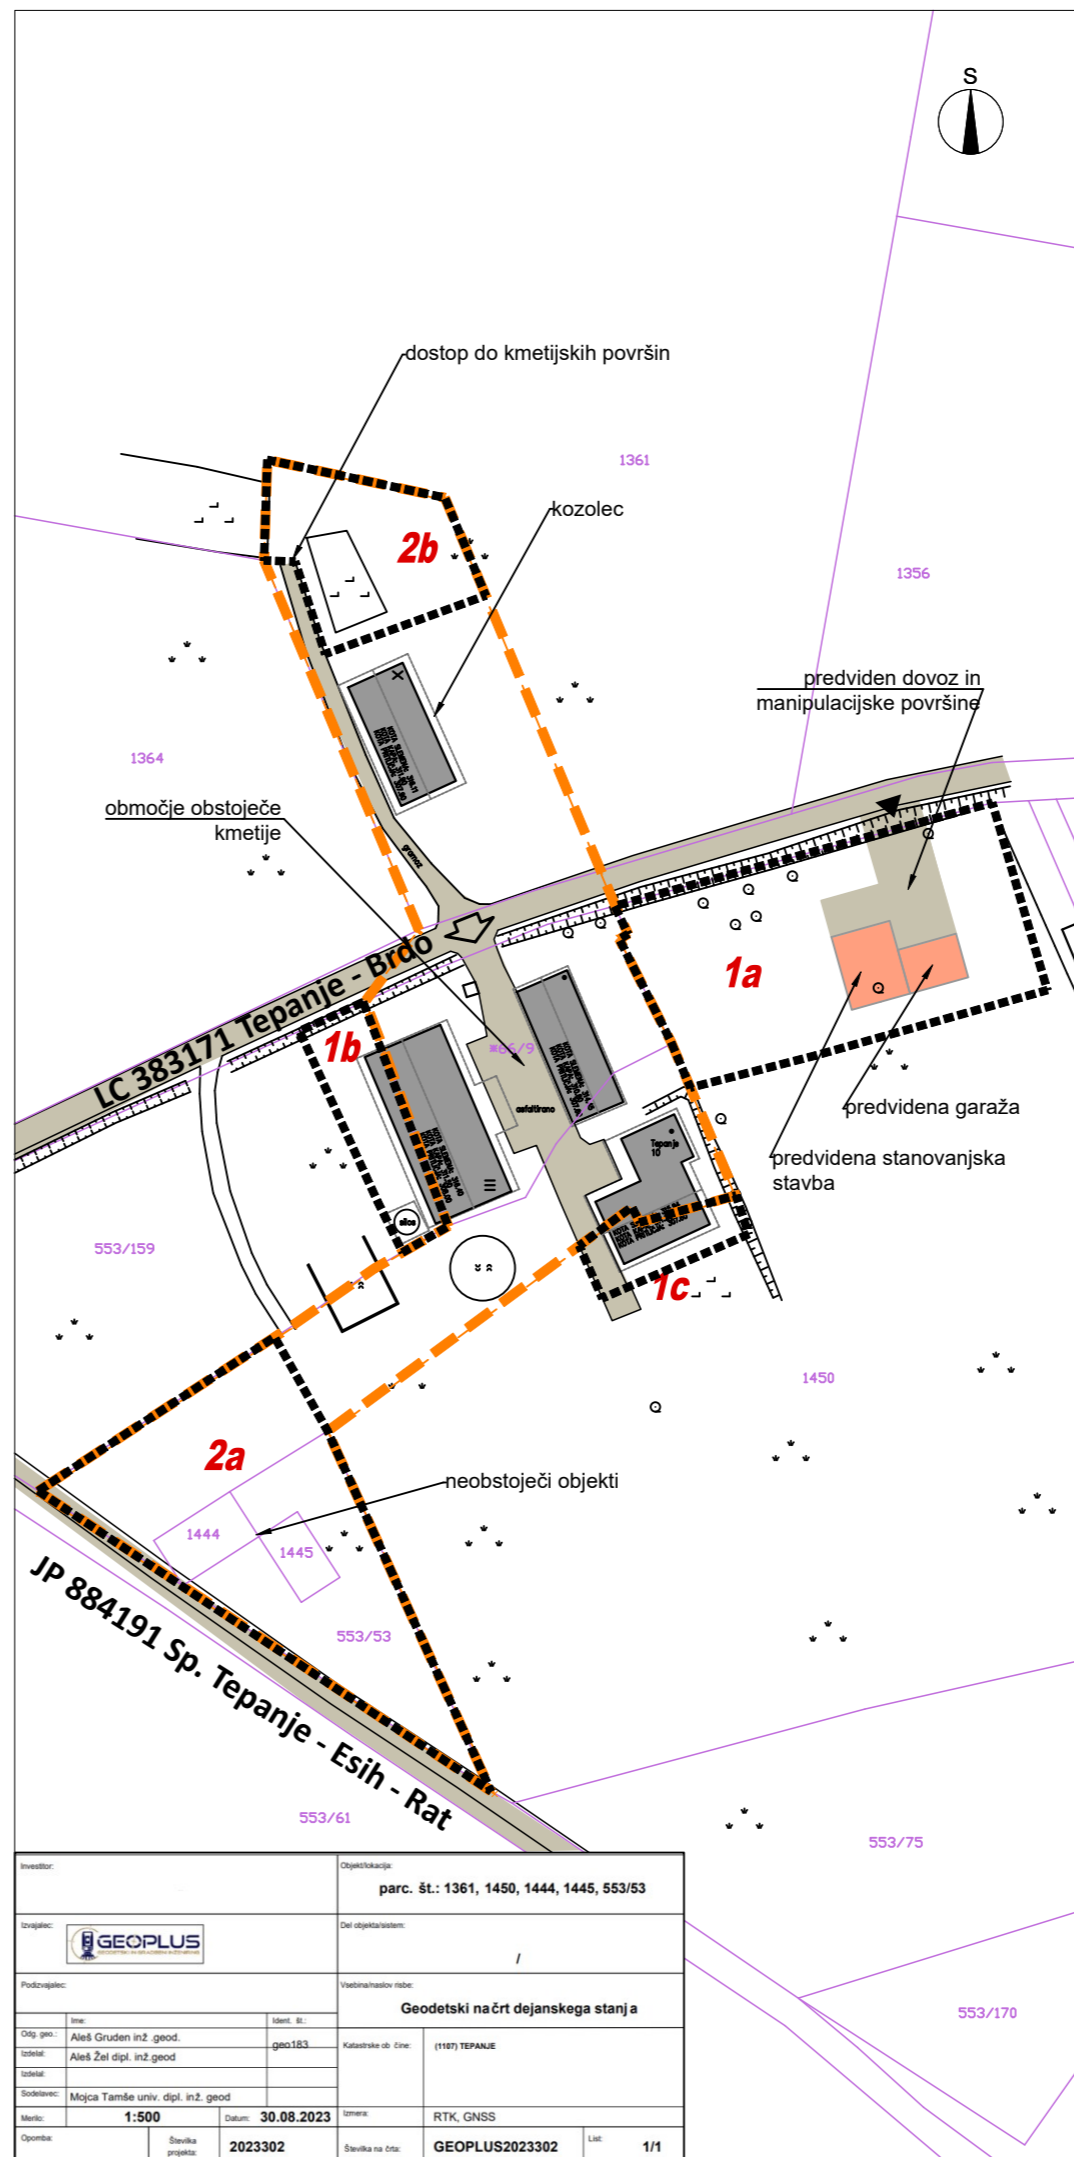 S
dostop do kmetijskih površin
1361
kozolec
2b
1356
predviden dovoz in
manipulacijske površine
X
1364
območje obstoječe
kmetije
gramoz
LC 383171 Tepanje - Brdo
1a
1b
*66/9
asfaltirano
predvidena garaža
Tepanje
10
predvidena stanovanjska
stavba
III
silos
553/159
1c
1450
2a
neobstoječi objekti
1444
1445
JP 884191 Sp. Tepanje - Esih - Rat
553/53
553/61
553/75
553/170
Investitor:
Objekt/lokacija:
parc. št.: 1361, 1450, 1444, 1445, 553/53
Izvajalec:
GEOPLUS
Del objekta/sistem:
/
Podizvajalec:
Vsebina/naslov risbe:
Geodetski načrt dejanskega stanja
Ime:
Ident. št.:
Odg. geo.:
Aleš Gruden inž .geod.
geo183
Izdelal:
Aleš Žel dipl. inž.geod
Katastrske ob čine:
(1107) TEPANJE
Izdelal:
Sodelavec:
Mojca Tamše univ. dipl. inž. geod
Merilo:
1:500
Datum:
30.08.2023
Izmera:
RTK, GNSS
Opomba:
Številka
projekta:
2023302
Številka na črta:
GEOPLUS2023302
List:
1/1